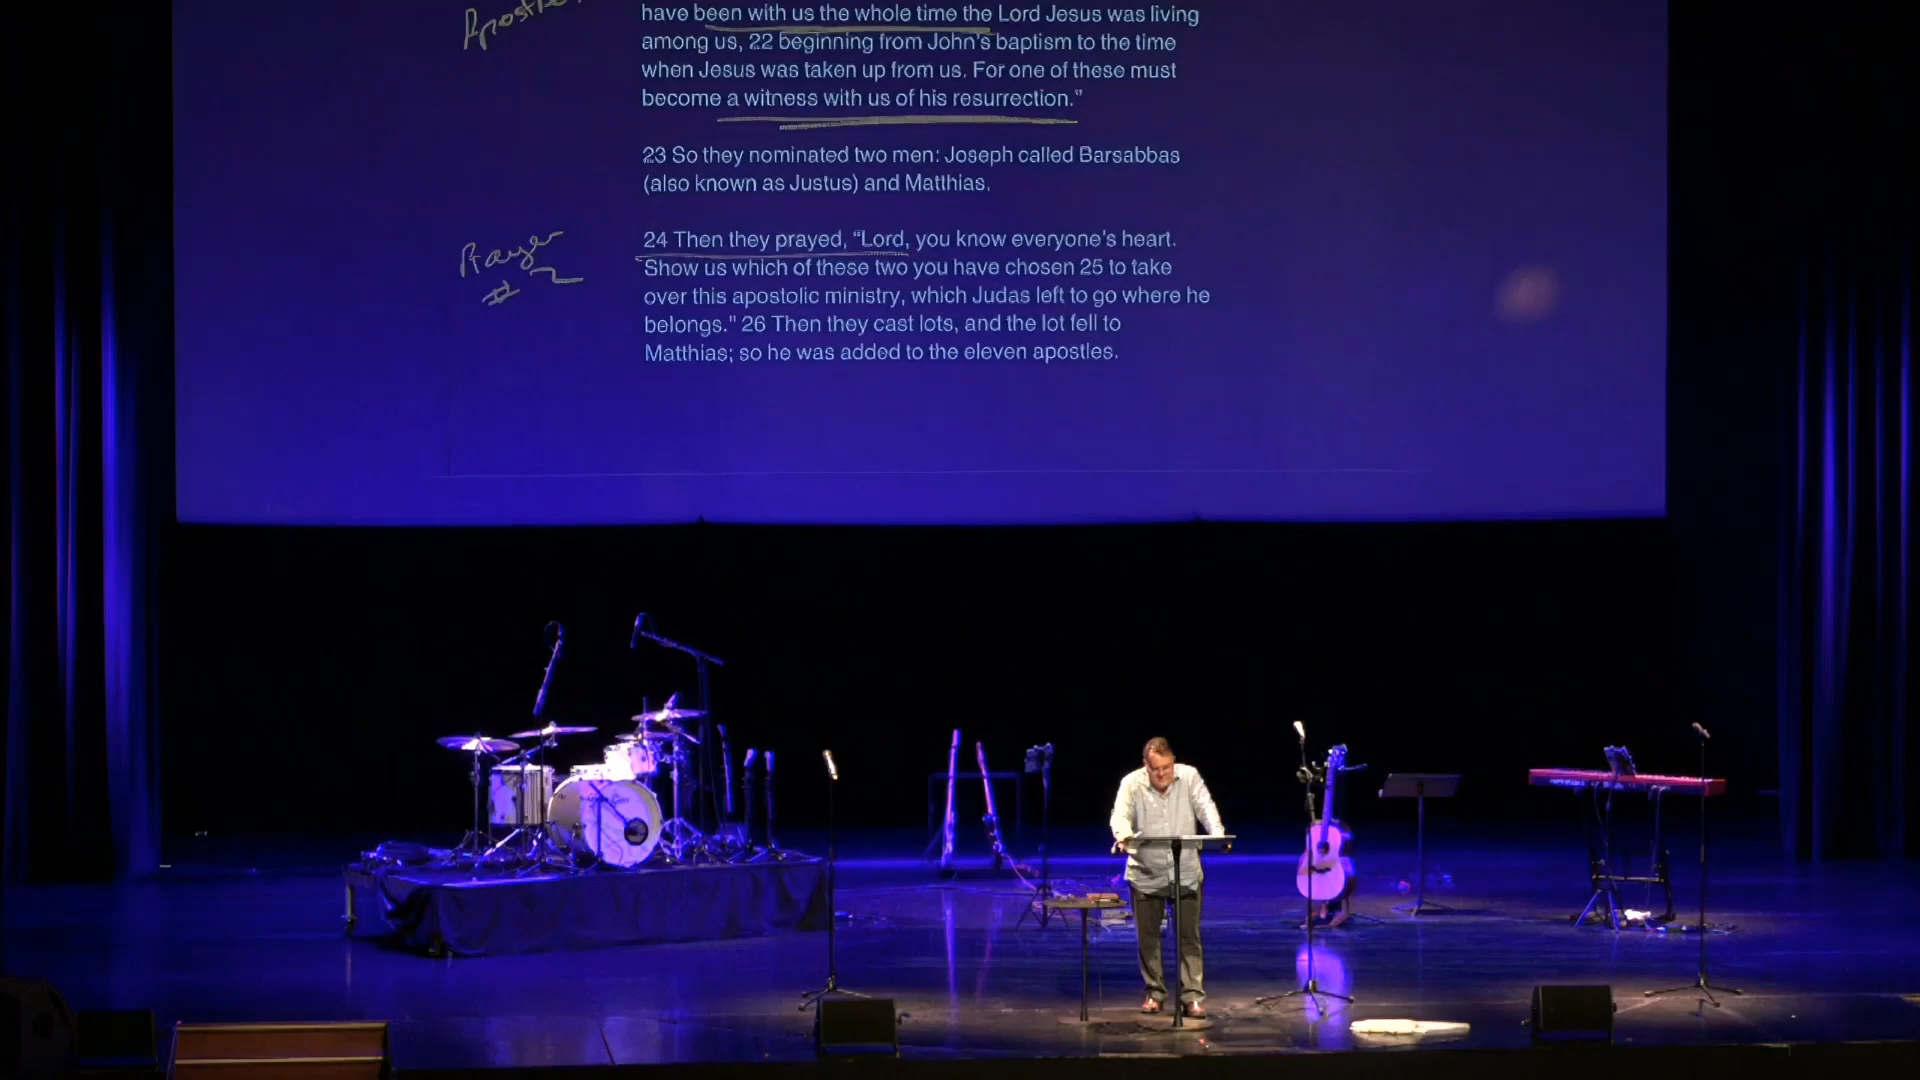 Apostle
have been with us the whole time the Lord Jesus was living
among us, 22 beginning from John's baptism to the time
when Jesus was taken up from us. For one of these must
become a witness with us of his resurrection."
23 So they nominated two men: Joseph called Barsabbas
(also known as Justus) and Matthias.
Prayer
# 2
24 Then they prayed, "Lord, you know everyone's heart.
Show us which of these two you have chosen 25 to take
over this apostolic ministry, which Judas left to go where he
belongs." 26 Then they cast lots, and the lot fell to
Matthias; so he was added to the eleven apostles.